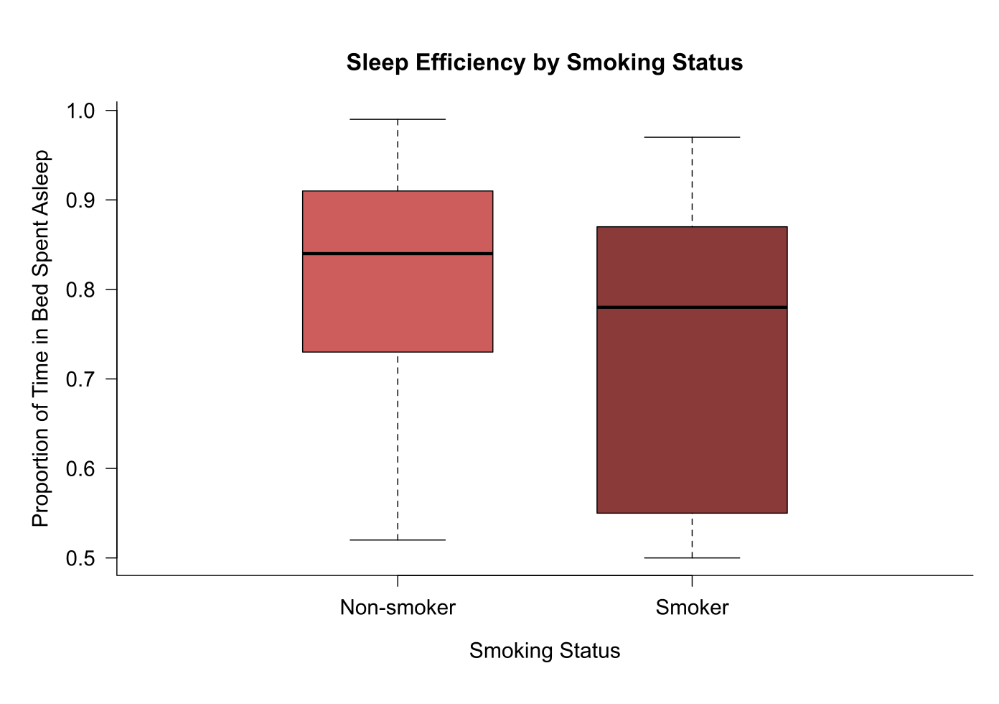 Sleep Efficiency by Smoking Status
Proportion of Time in Bed Spent Asleep
1.0
0.9
0.8
0.7
0.6
0.5
Non-smoker
Smoker
Smoking Status